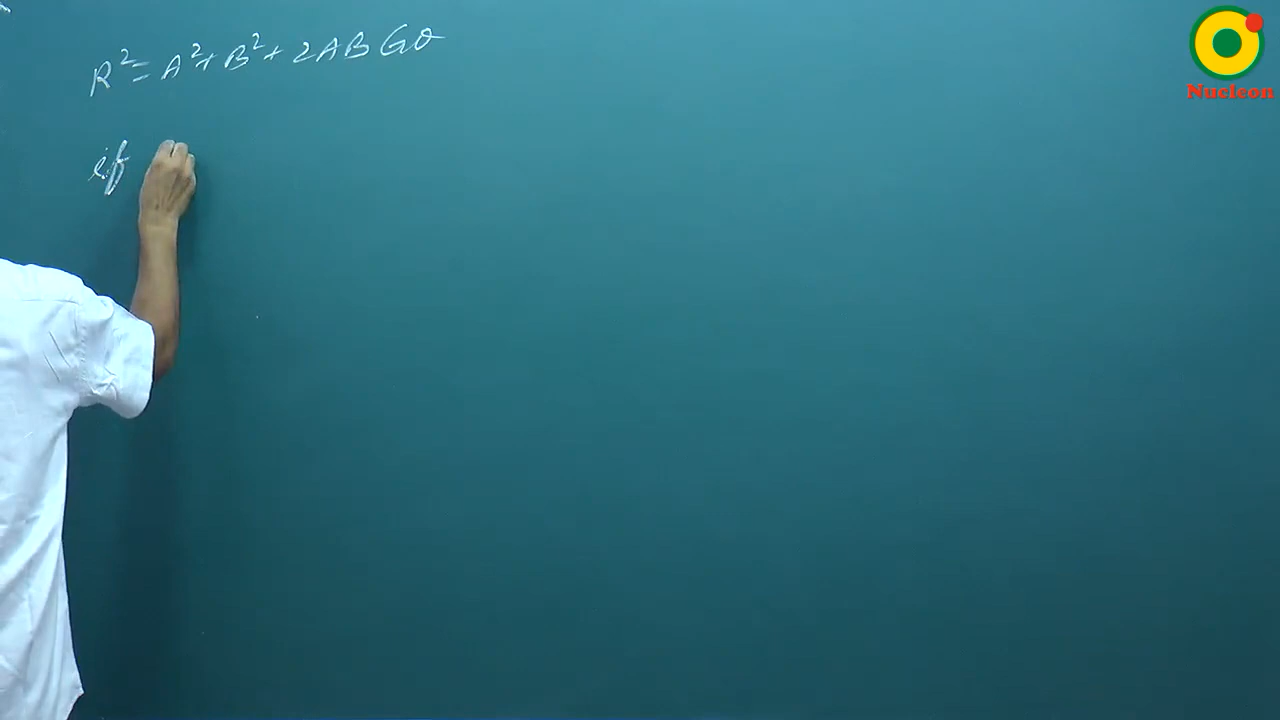 R² = A² + B² + 2AB Cosθ
if
Nucleon